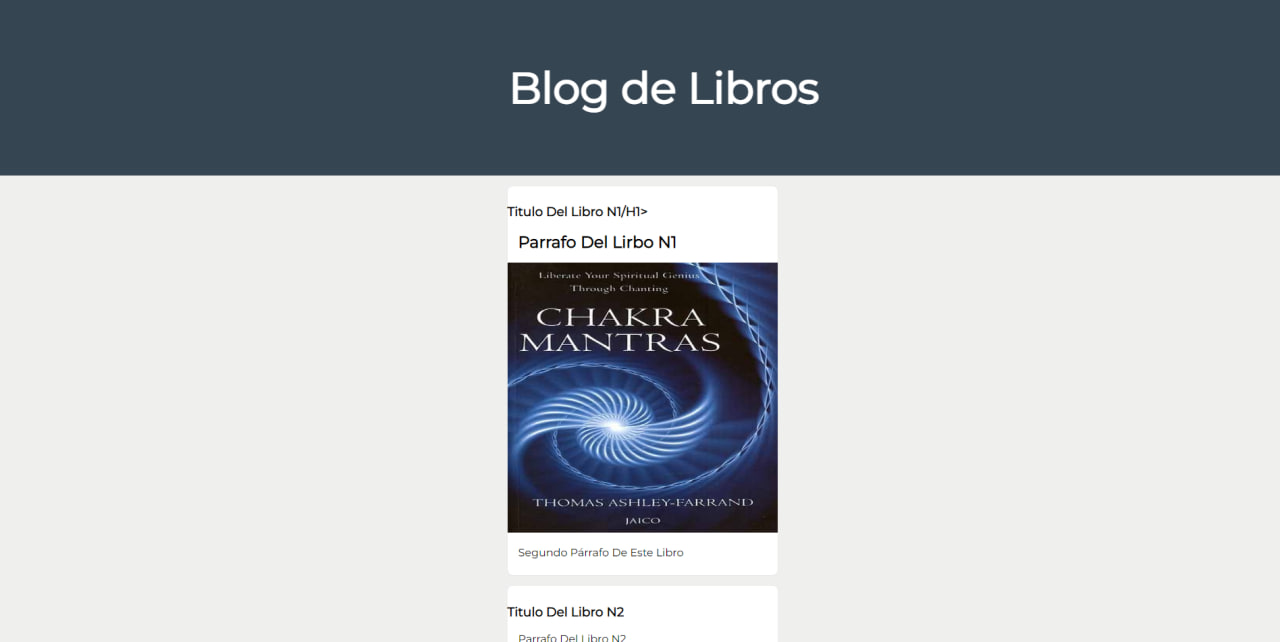 Blog de Libros
Titulo Del Libro N1/H1>
Parrafo Del Lirbo N1
Liberate Your Spiritual Genius
Through Chanting
CHAKRA
MANTRAS
THOMAS ASHLEY-FARRAND
JAICO
Segundo Párrafo De Este Libro
Titulo Del Libro N2
Parrafo Del Libro N2